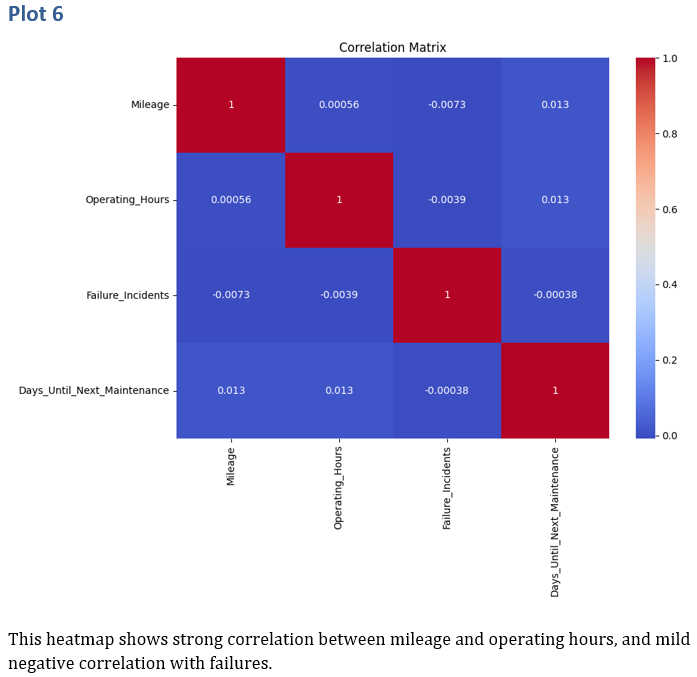 Plot 6
Correlation Matrix
1.0
Mileage
1 0.00056 -0.0073 0.013
0.8
Operating_Hours
0.00056 1 -0.0039 0.013
0.6
0.4
Failure_Incidents
-0.0073 -0.0039 1 -0.00038
0.2
Days_Until_Next_Maintenance
0.013 0.013 -0.00038 1
0.0
Mileage
Operating_Hours
Failure_Incidents
Days_Until_Next_Maintenance
This heatmap shows strong correlation between mileage and operating hours, and mild
negative correlation with failures.